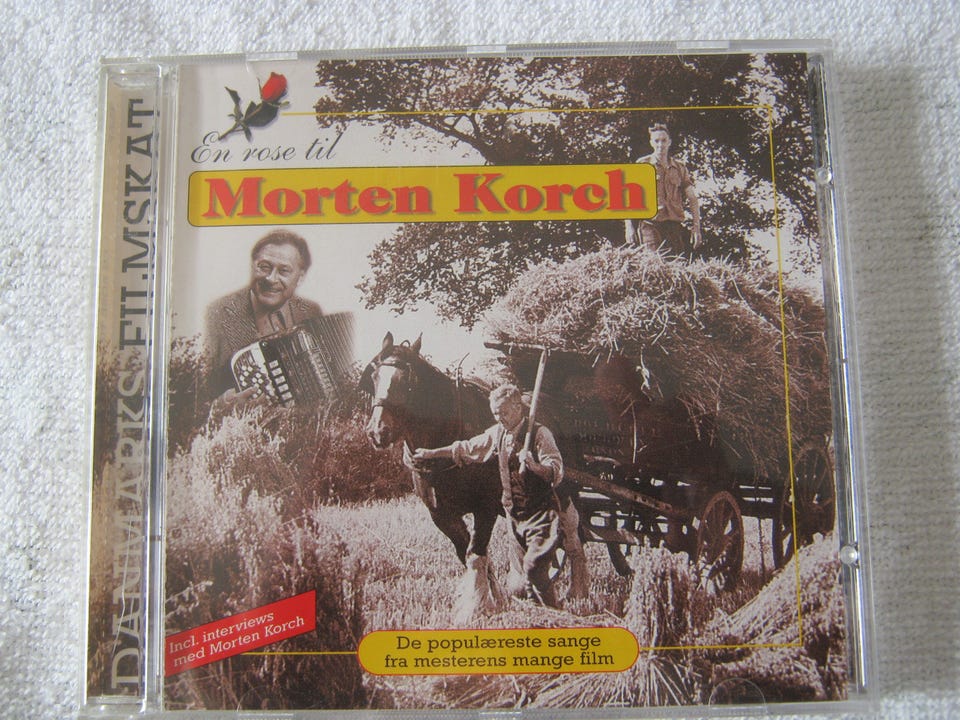 DANMARKS FILMSKAT
En rose til
Morten Korch
Incl. interviews
med Morten Korch
De populæreste sange
fra mesterens mange film